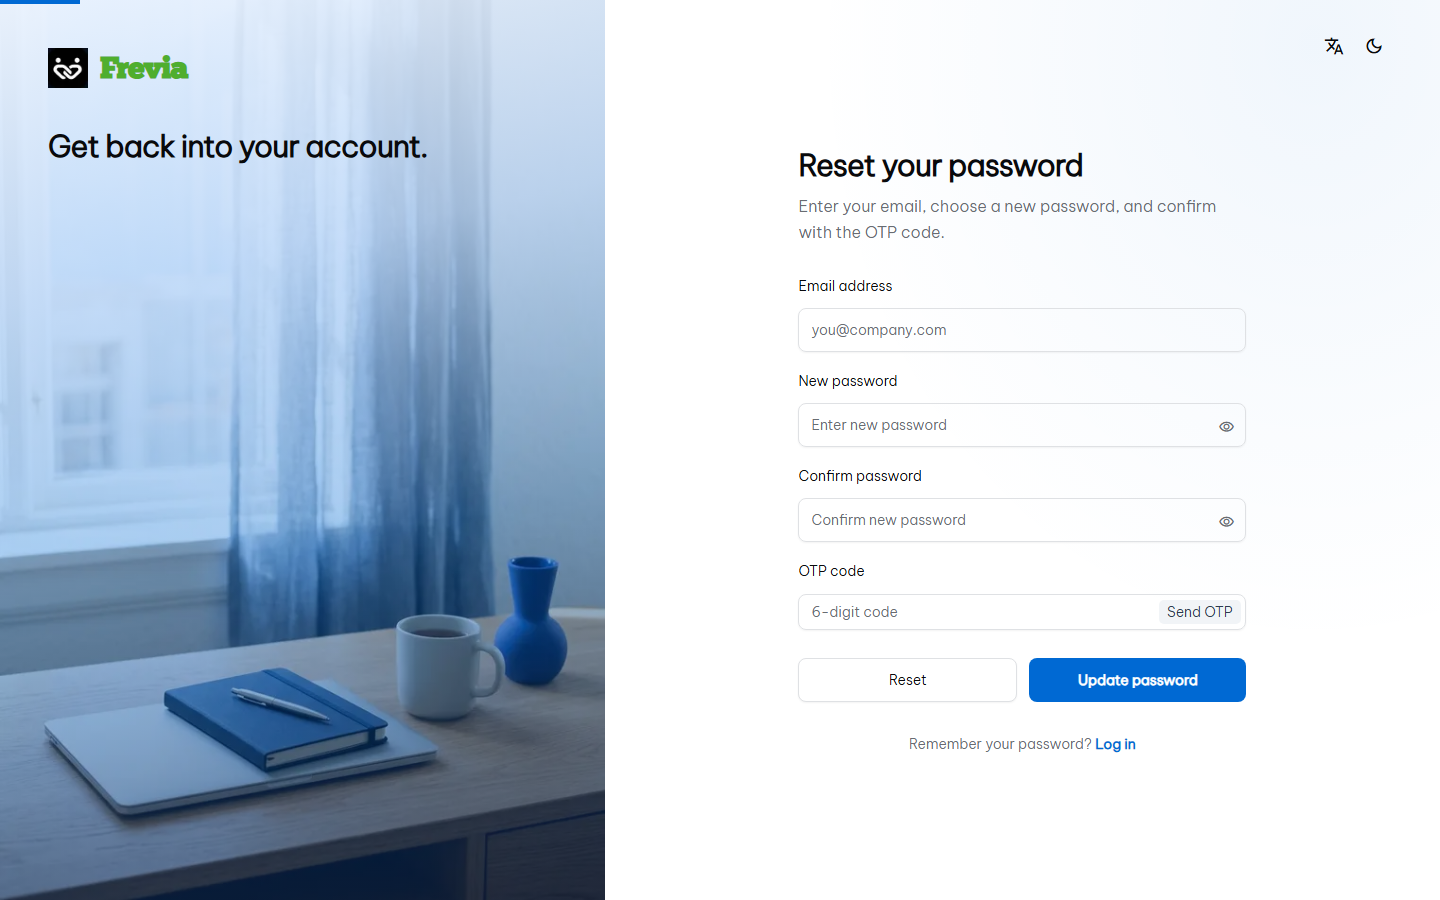 Frevia
Get back into your account.
Reset your password
Enter your email, choose a new password, and confirm
with the OTP code.
Email address
you@company.com
New password
Enter new password
Confirm password
Confirm new password
OTP code
6-digit code
Send OTP
Reset
Update password
Remember your password? Log in